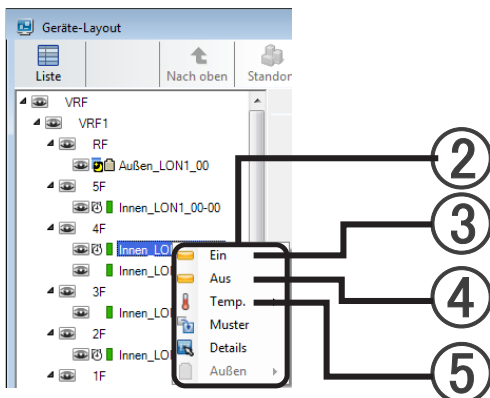 Geräte-Layout
Liste
Nach oben
Standor
VRF
VRF1
RF
Außen_LON1_00
5F
Innen_LON1_00-00
4F
Innen_LO
Innen_LO
3F
Innen_LO
2F
Innen_LO
1F
Ein
Aus
Temp.
Muster
Details
Außen
2
3
4
5